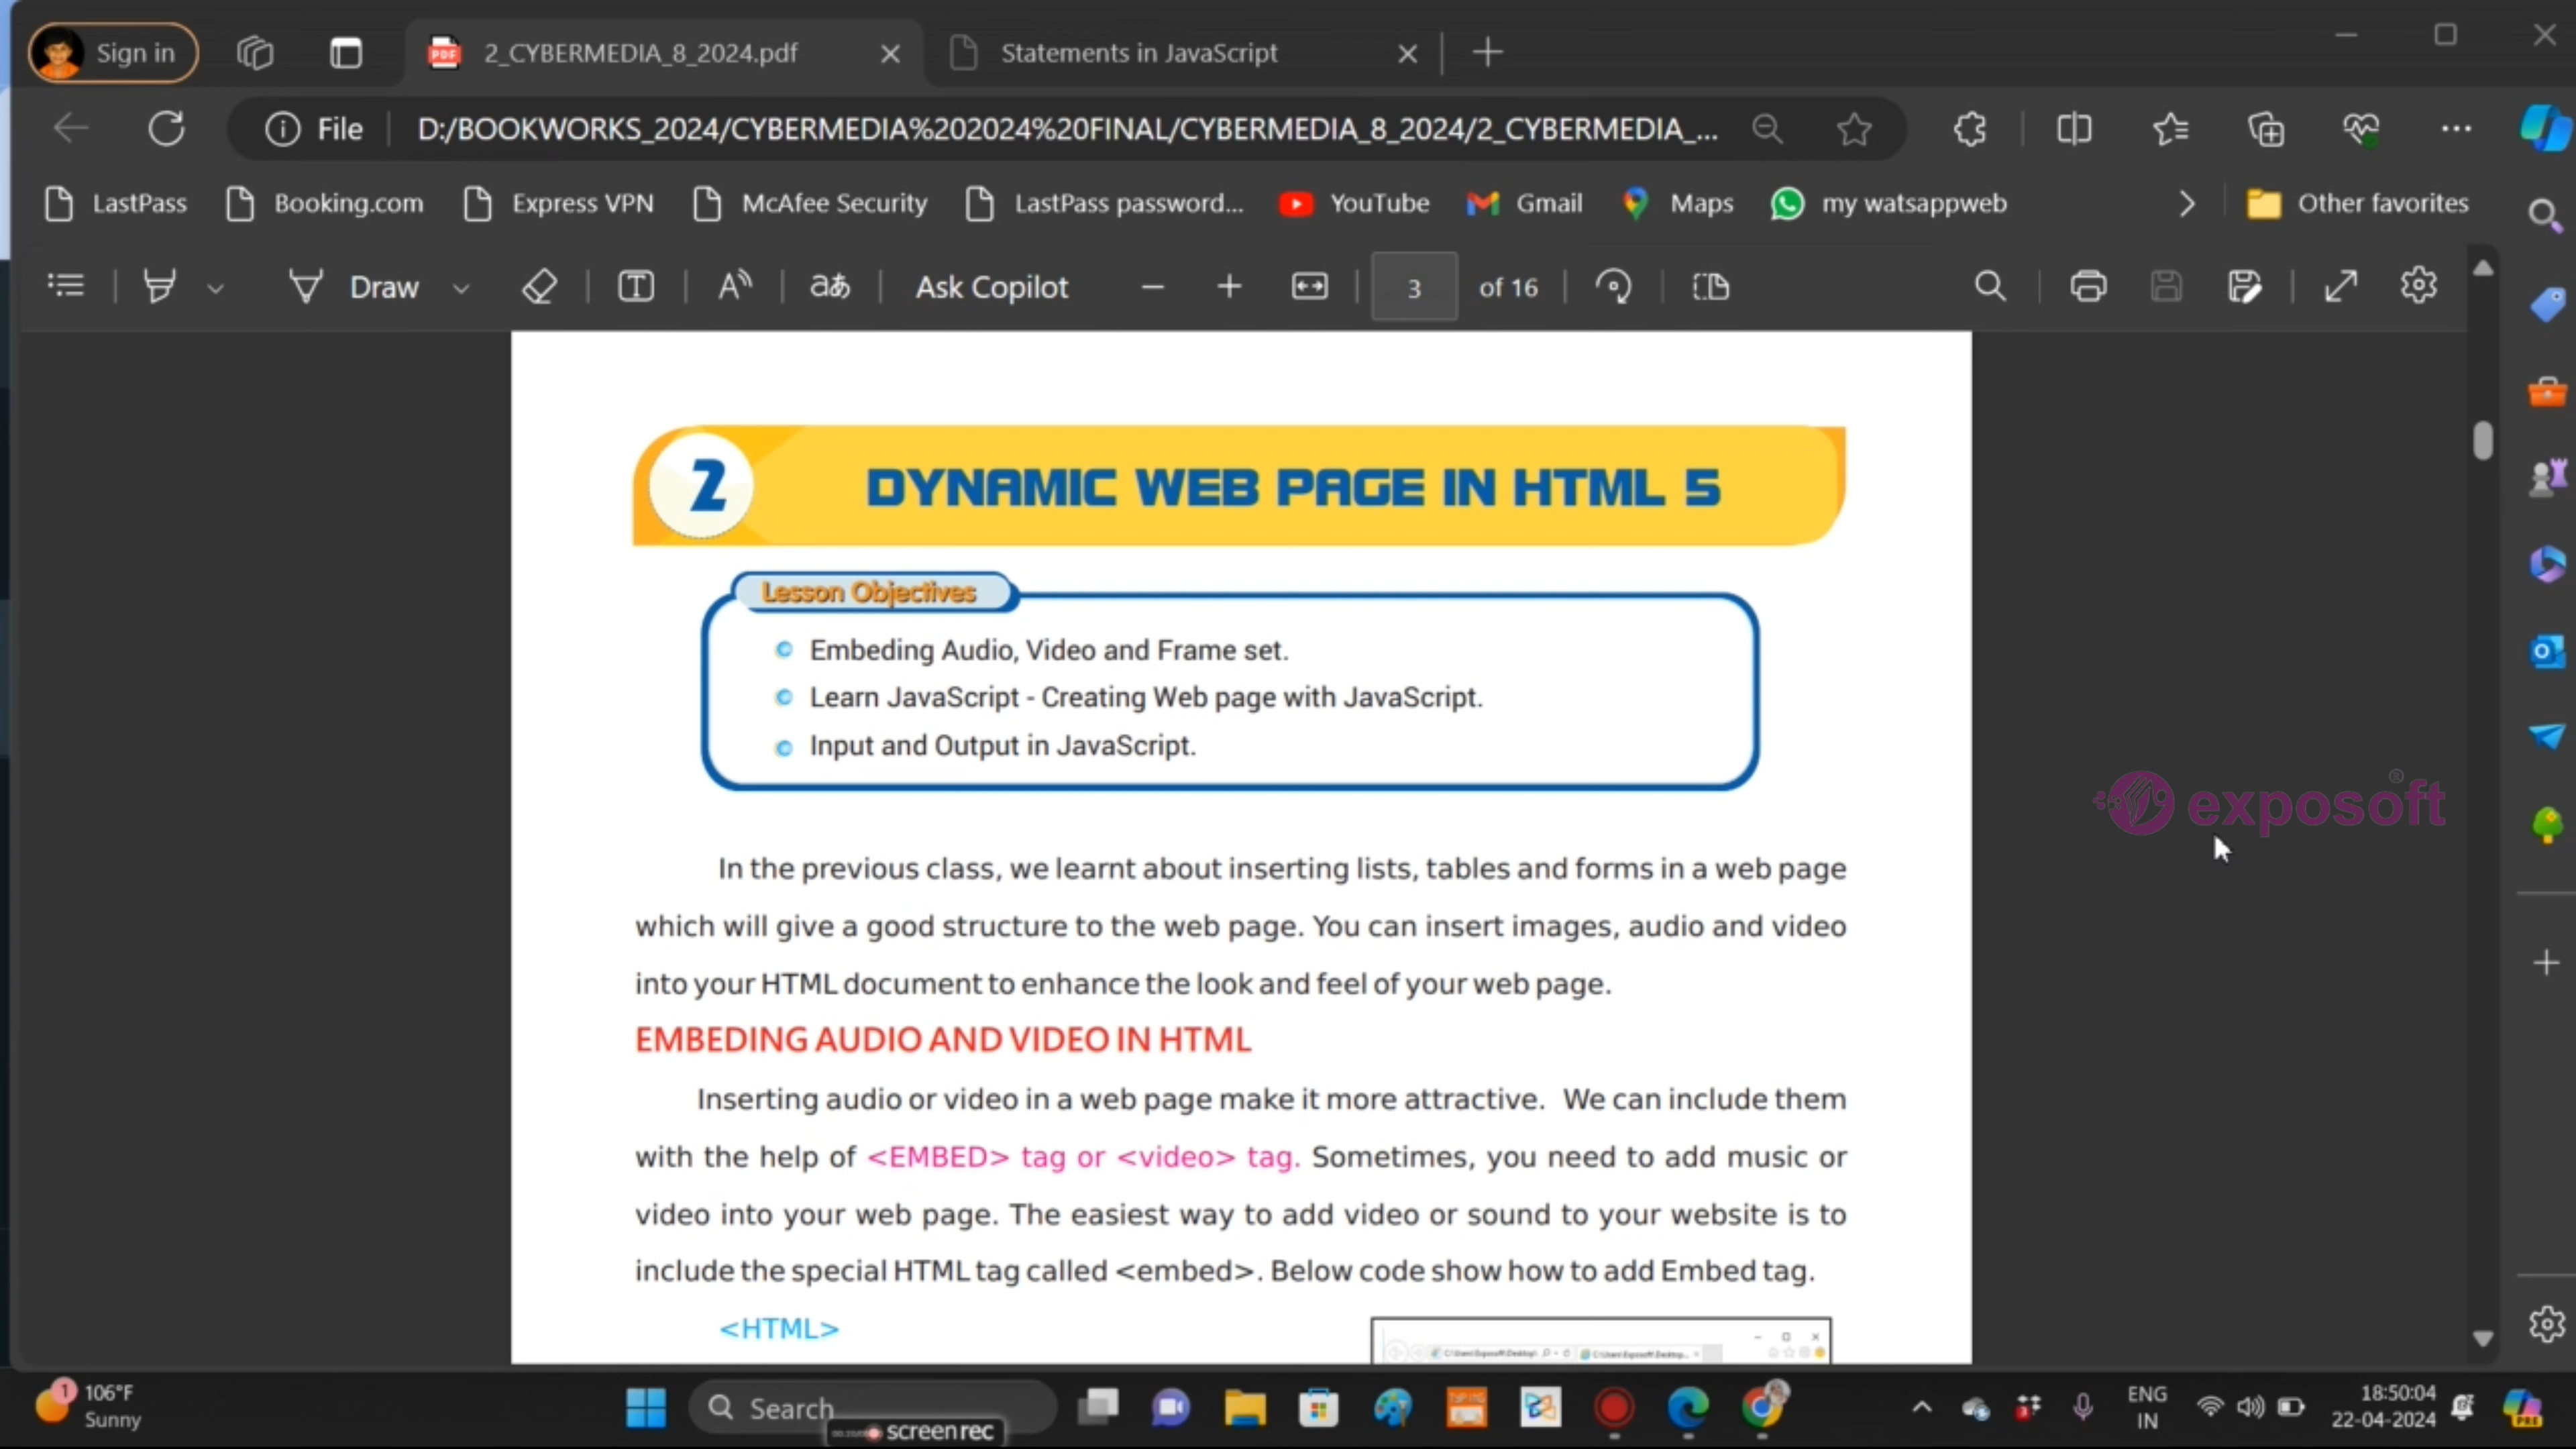 Sign in
2_CYBERMEDIA_8_2024.pdf
Statements in JavaScript
File
D:/BOOKWORKS_2024/CYBERMEDIA%202024%20FINAL/CYBERMEDIA_8_2024/2_CYBERMEDIA_...
LastPass
Booking.com
Express VPN
McAfee Security
LastPass password...
YouTube
Gmail
Maps
my watsappweb
Other favorites
Draw
Ask Copilot
3
of 16
2
DYNAMIC WEB PAGE IN HTML 5
Lesson Objectives
Embeding Audio, Video and Frame set.
Learn JavaScript - Creating Web page with JavaScript.
Input and Output in JavaScript.
exposoft®
In the previous class, we learnt about inserting lists, tables and forms in a web page
which will give a good structure to the web page. You can insert images, audio and video
into your HTML document to enhance the look and feel of your web page.
EMBEDING AUDIO AND VIDEO IN HTML
Inserting audio or video in a web page make it more attractive. We can include them
with the help of <EMBED> tag or <video> tag. Sometimes, you need to add music or
video into your web page. The easiest way to add video or sound to your website is to
include the special HTML tag called <embed>. Below code show how to add Embed tag.
<HTML>
1
106°F
Sunny
Search
screenrec
ENG
IN
18:50:04
22-04-2024